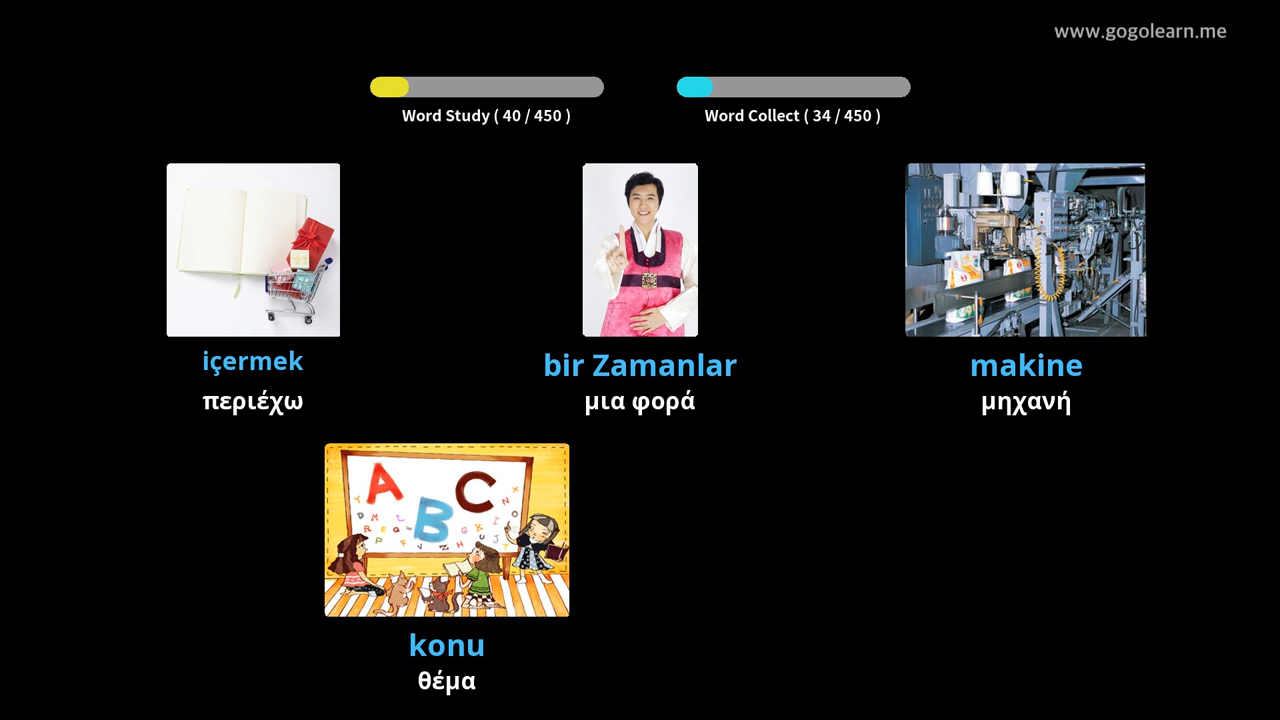 www.gogolearn.me
Word Study ( 40 / 450 )
Word Collect ( 34 / 450 )
içermek
περιέχω
bir Zamanlar
μια φορά
makine
μηχανή
A B C
konu
θέμα